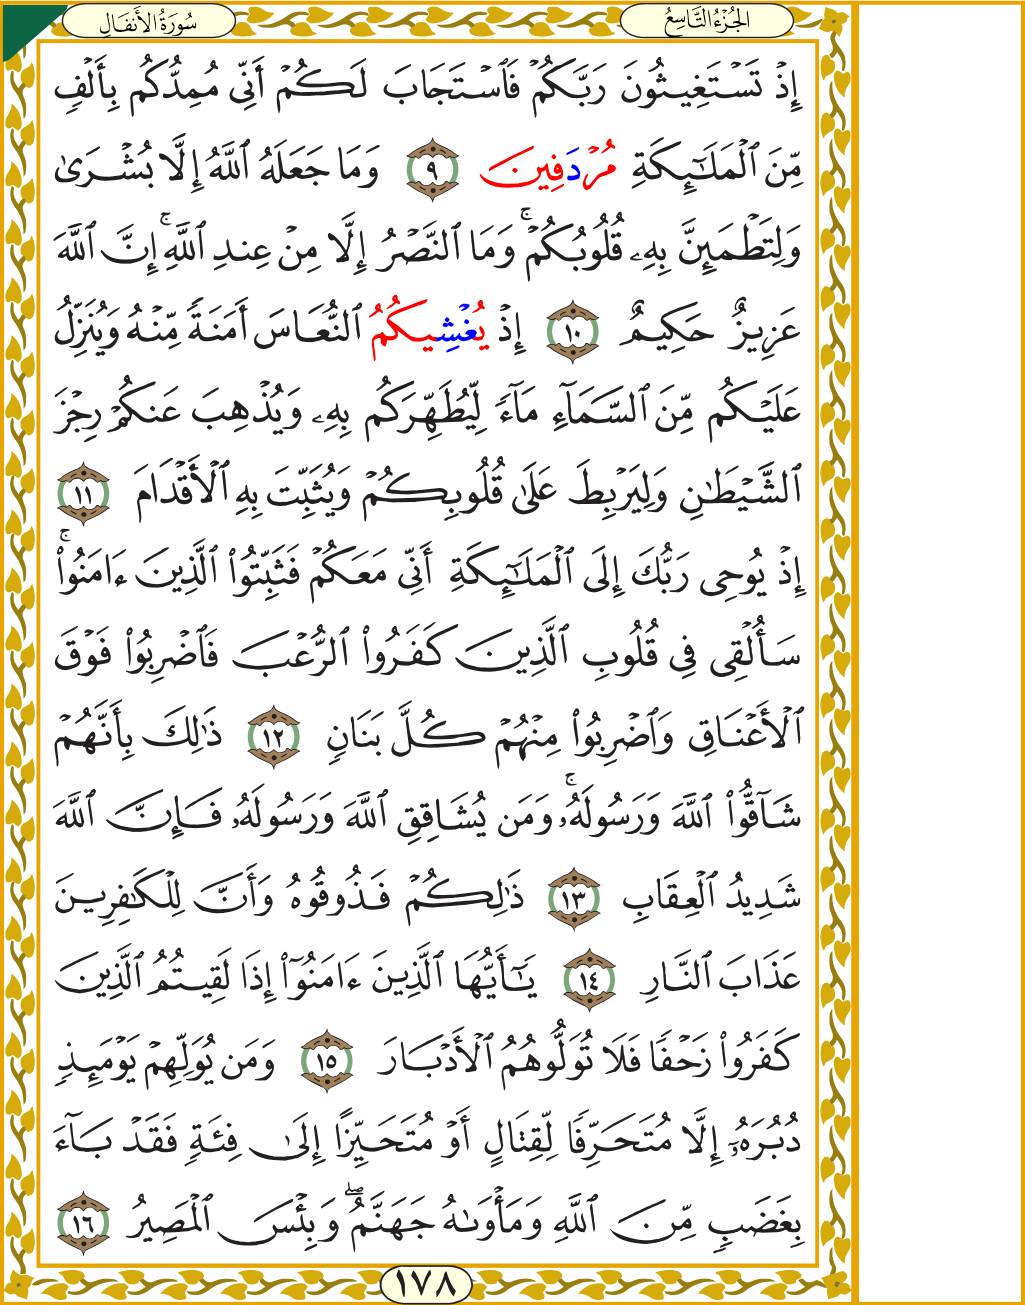 سُورَةُ الأَنفَالِ
الجُزْءُ التَّاسِعُ
إِذْ تَسْتَغِيثُونَ رَبَّكُمْ فَٱسْتَجَابَ لَكُمْ أَنِّى مُمِدُّكُم بِأَلْفٍ
مِّنَ ٱلْمَلَٰٓئِكَةِ مُرْدَفِينَ ٩ وَمَا جَعَلَهُ ٱللَّهُ إِلَّا بُشْرَىٰ
وَلِتَطْمَئِنَّ بِهِۦ قُلُوبُكُمْ ۚ وَمَا ٱلنَّصْرُ إِلَّا مِنْ عِندِ ٱللَّهِ ۚ إِنَّ ٱللَّهَ
عَزِيزٌ حَكِيمٌ ١٠ إِذْ يُغْشِيكُمُ ٱلنُّعَاسَ أَمَنَةً مِّنْهُ وَيُنَزِّلُ
عَلَيْكُم مِّنَ ٱلسَّمَآءِ مَآءً لِّيُطَهِّرَكُم بِهِۦ وَيُذْهِبَ عَنكُمْ رِجْزَ
ٱلشَّيْطَٰنِ وَلِيَرْبِطَ عَلَىٰ قُلُوبِكُمْ وَيُثَبِّتَ بِهِ ٱلْأَقْدَامَ ١١
إِذْ يُوحِى رَبُّكَ إِلَى ٱلْمَلَٰٓئِكَةِ أَنِّى مَعَكُمْ فَثَبِّتُوا۟ ٱلَّذِينَ ءَامَنُوا۟ ۚ
سَأُلْقِى فِى قُلُوبِ ٱلَّذِينَ كَفَرُوا۟ ٱلرُّعْبَ فَٱضْرِبُوا۟ فَوْقَ
ٱلْأَعْنَاقِ وَٱضْرِبُوا۟ مِنْهُمْ كُلَّ بَنَانٍ ١٢ ذَٰلِكَ بِأَنَّهُمْ
شَآقُّوا۟ ٱللَّهَ وَرَسُولَهُۥ ۚ وَمَن يُشَاقِقِ ٱللَّهَ وَرَسُولَهُۥ فَإِنَّ ٱللَّهَ
شَدِيدُ ٱلْعِقَابِ ١٣ ذَٰلِكُمْ فَذُوقُوهُ وَأَنَّ لِلْكَٰفِرِينَ
عَذَابَ ٱلنَّارِ ١٤ يَٰٓأَيُّهَا ٱلَّذِينَ ءَامَنُوٓا۟ إِذَا لَقِيتُمُ ٱلَّذِينَ
كَفَرُوا۟ زَحْفًا فَلَا تُوَلُّوهُمُ ٱلْأَدْبَارَ ١٥ وَمَن يُوَلِّهِمْ يَوْمَئِذٍ
دُبُرَهُۥٓ إِلَّا مُتَحَرِّفًا لِّقِتَالٍ أَوْ مُتَحَيِّزًا إِلَىٰ فِئَةٍ فَقَدْ بَآءَ
بِغَضَبٍ مِّنَ ٱللَّهِ وَمَأْوَىٰهُ جَهَنَّمُ ۖ وَبِئْسَ ٱلْمَصِيرُ ١٦
١٧٨